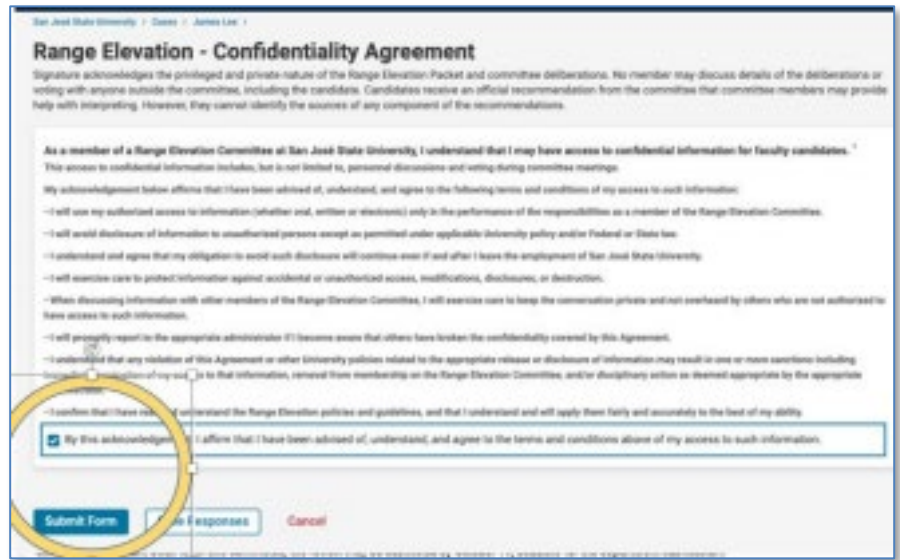 San José State University > Cases > James Lee >
Range Elevation - Confidentiality Agreement
Signature acknowledges the privileged and private nature of the Range Elevation Packet and committee deliberations. No member may discuss details of the deliberations or
voting with anyone outside the committee, including the candidate. Candidates receive an official recommendation from the committee that committee members may provide
help with interpreting. However, they cannot identify the sources of any component of the recommendations.
As a member of a Range Elevation Committee at San José State University, I understand that I may have access to confidential information for faculty candidates. *
This access to confidential information includes, but is not limited to, personnel discussions and voting during committee meetings.
My acknowledgement below affirms that I have been advised of, understand, and agree to the following terms and conditions of my access to such information:
--I will use my authorized access to information (whether oral, written or electronic) only in the performance of the responsibilities as a member of the Range Elevation Committee.
--I will avoid disclosure of information to unauthorized persons except as permitted under applicable University policy and/or Federal or State law.
--I understand and agree that my obligation to avoid such disclosure will continue even if and after I leave the employment of San José State University.
--I will exercise care to protect information against accidental or unauthorized access, modifications, disclosures, or destruction.
--When discussing information with other members of the Range Elevation Committee, I will exercise care to keep the conversation private and not overheard by others who are not authorized to
have access to such information.
--I will promptly report to the appropriate administrator if I become aware that others have broken the confidentiality covered by this Agreement.
--I understand that any violation of this Agreement or other University policies related to the appropriate release or disclosure of information may result in one or more sanctions including
of my access to that information, removal from membership on the Range Elevation Committee, and/or disciplinary action as deemed appropriate by the appropriate
--I confirm that I have read and understand the Range Elevation policies and guidelines, and that I understand and will apply them fairly and accurately to the best of my ability.
By this acknowledgement, I affirm that I have been advised of, understand, and agree to the terms and conditions above of my access to such information.
Submit Form Responses Cancel